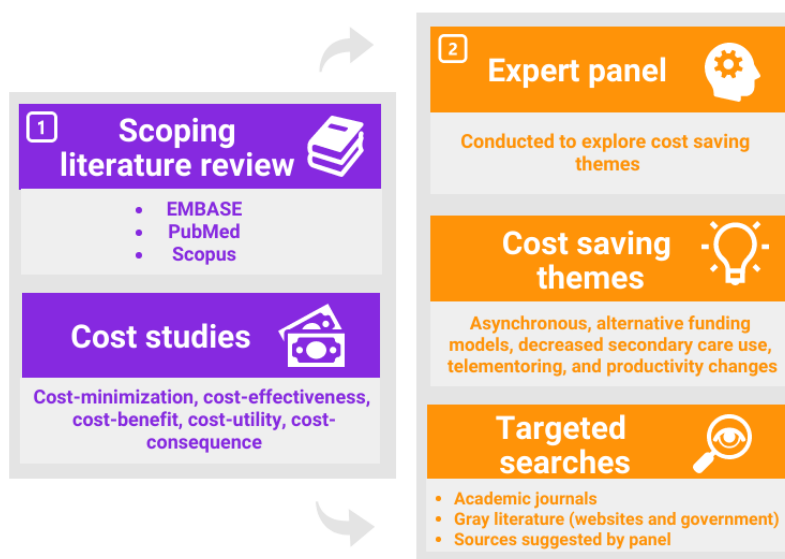 1
Scoping
literature review
• EMBASE
• PubMed
• Scopus
Cost studies
Cost-minimization, cost-effectiveness,
cost-benefit, cost-utility, cost-
consequence
2
Expert panel
Conducted to explore cost saving
themes
Cost saving
themes
Asynchronous, alternative funding
models, decreased secondary care use,
telementoring, and productivity changes
Targeted
searches
• Academic journals
• Gray literature (websites and government)
• Sources suggested by panel